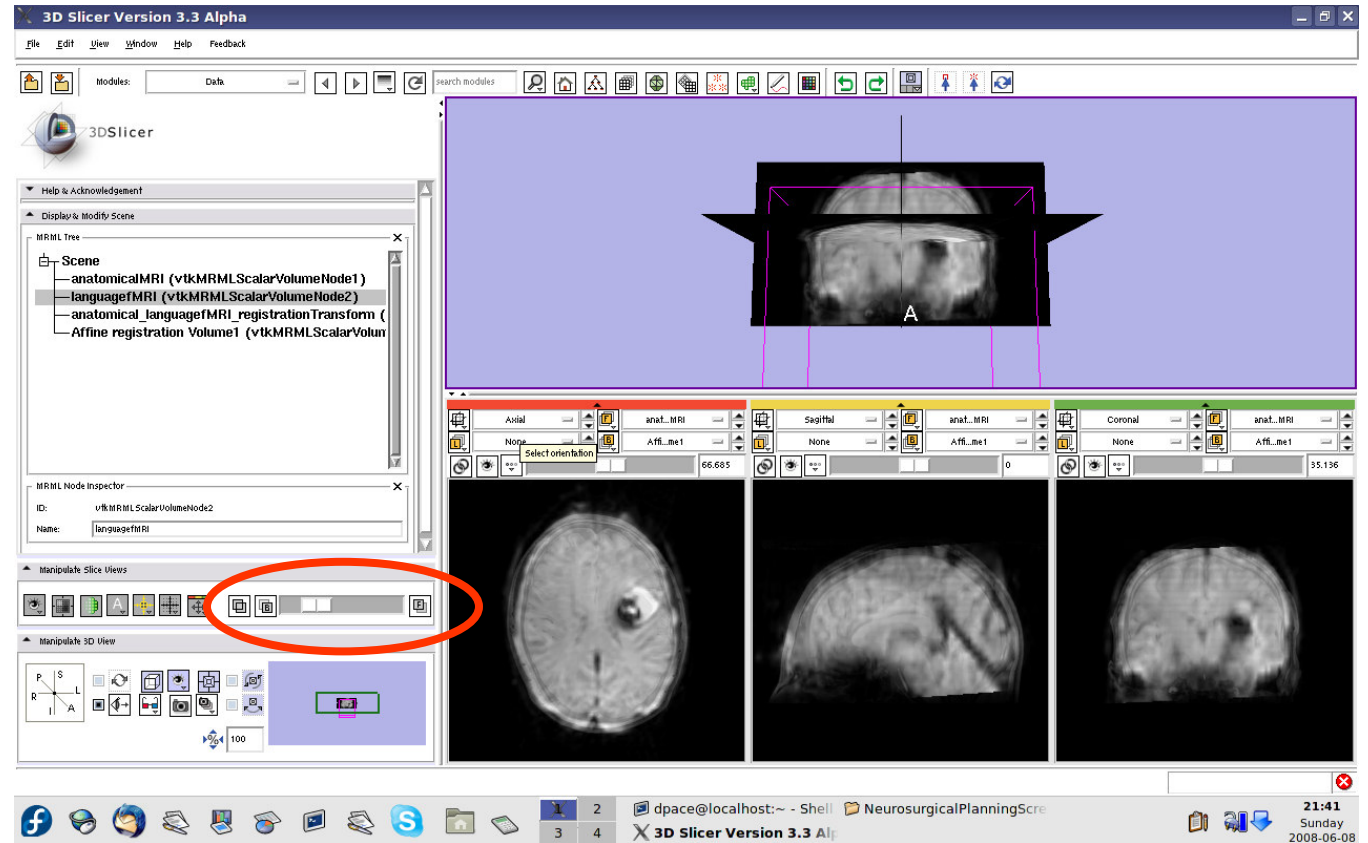 3D Slicer Version 3.3 Alpha
File Edit View Window Help Feedback
Modules: Data search modules
3DSlicer
Help & Acknowledgement
Display & Modify Scene
MRML Tree
Scene
anatomicalMRI (vtkMRMLScalarVolumeNode1)
languagefMRI (vtkMRMLScalarVolumeNode2)
anatomical_languagefMRI_registrationTransform (
Affine registration Volume1 (vtkMRMLScalarVolum
MRML Node Inspector
ID: vtkMRMLScalarVolumeNode2
Name: languagefMRI
Manipulate Slice Views
A B F
Manipulate 3D View
P S
R L
I A
100
A
Axial F anat...MRI
None B Affi...me1
Select orientation
66.685
Sagittal F anat...MRI
None B Affi...me1
0
Coronal F anat...MRI
None B Affi...me1
35.136
1 2
3 4
dpace@localhost:~ - Shell NeurosurgicalPlanningScre
3D Slicer Version 3.3 Alp
21:41
Sunday
2008-06-08